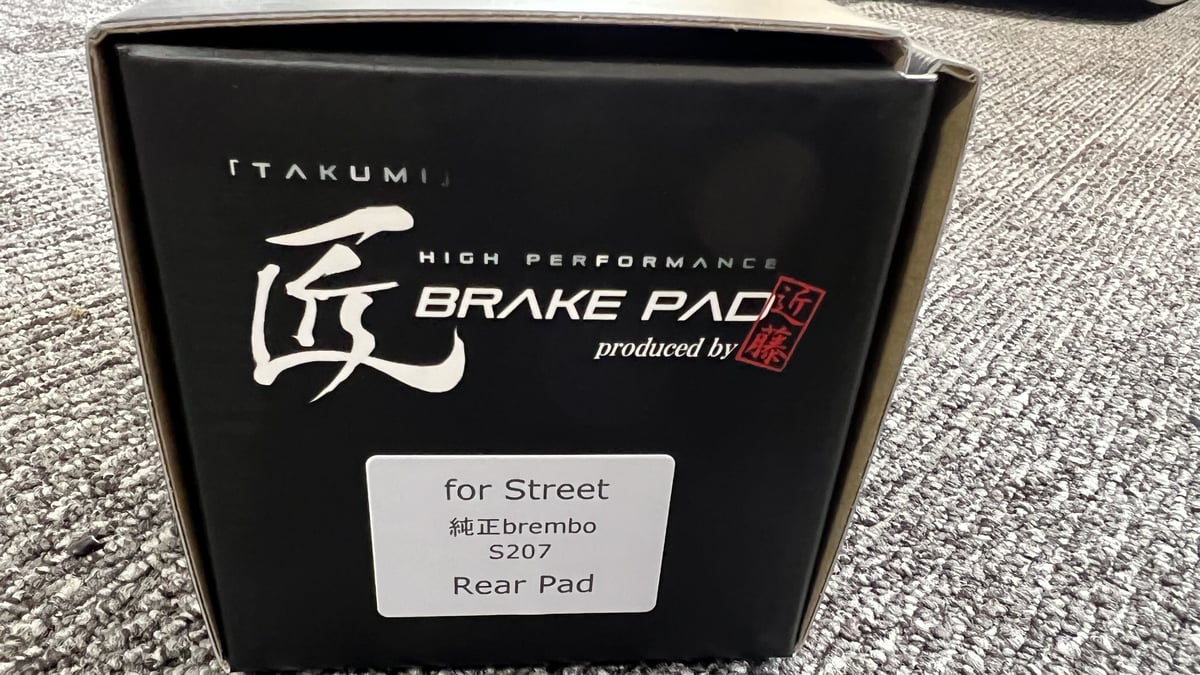 「TAKUMI」
匠
HIGH PERFORMANCE
BRAKE PAD
produced by
近藤
for Street
純正brembo
S207
Rear Pad